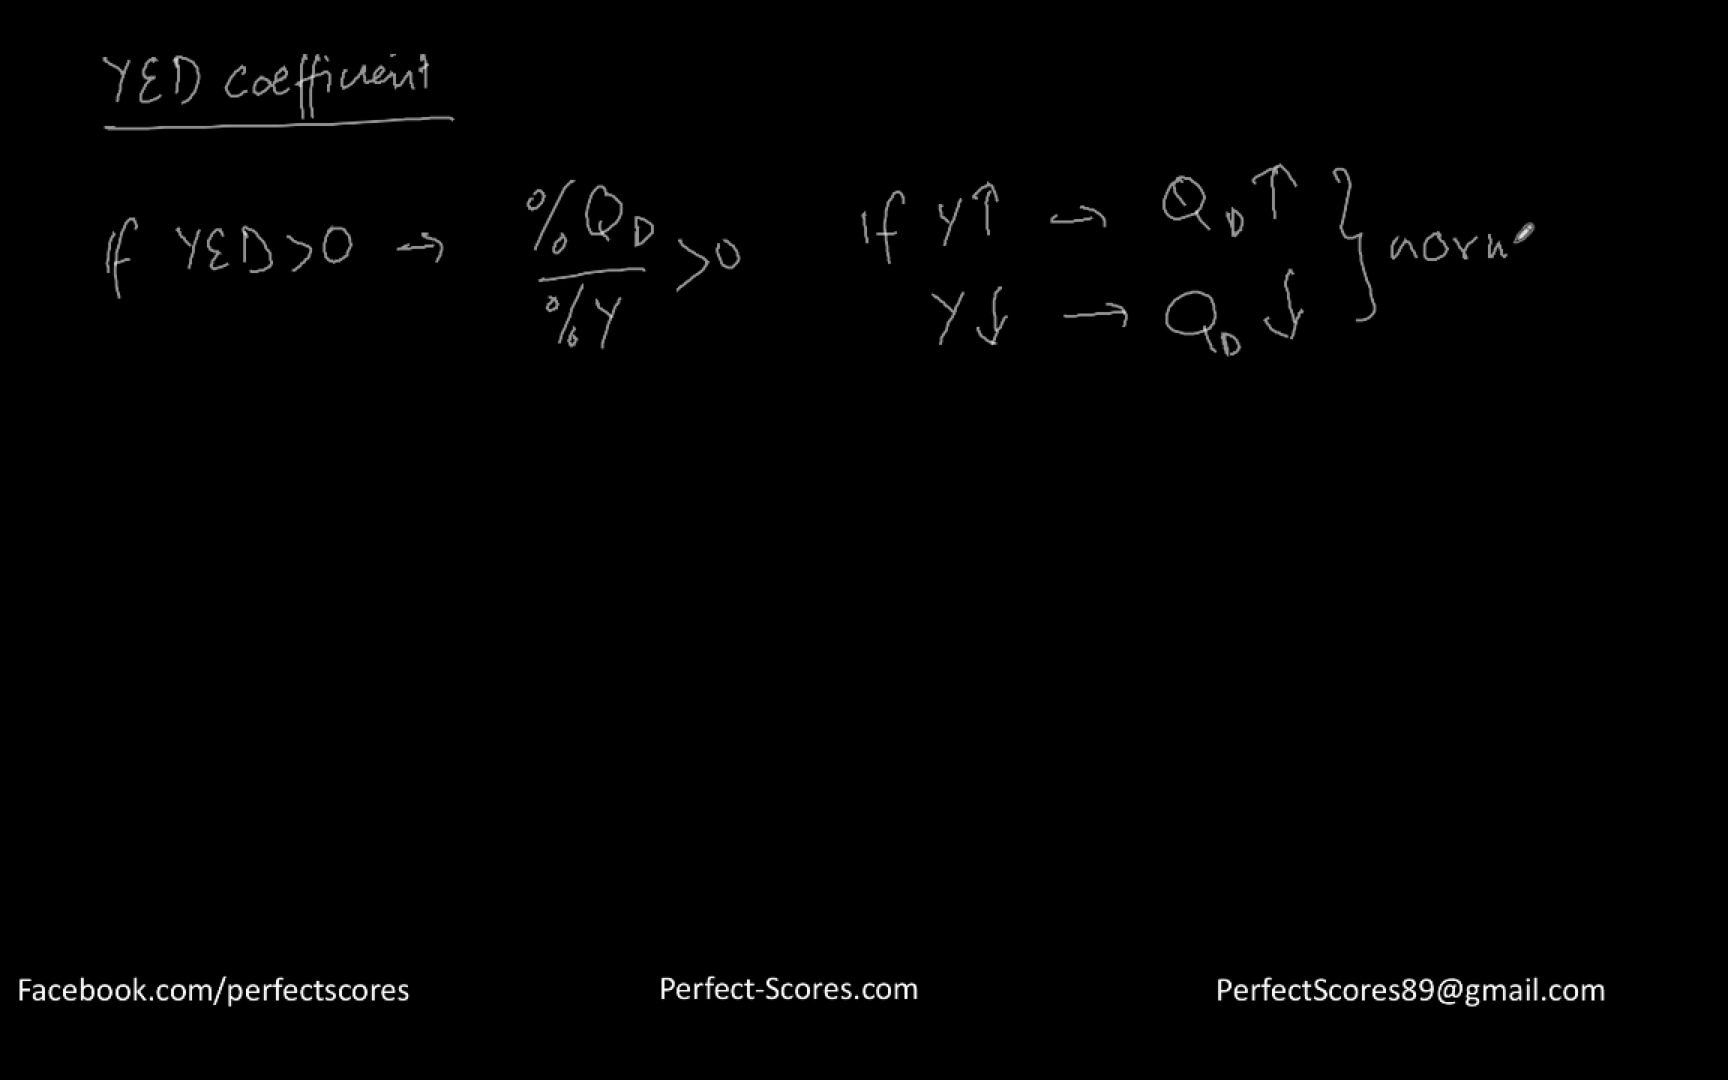 YED coefficient
If YED>0 → %QD / %Y >0 If Y↑ → QD↑ } norm
Y↓ → QD↓
Facebook.com/perfectscores Perfect-Scores.com PerfectScores89@gmail.com